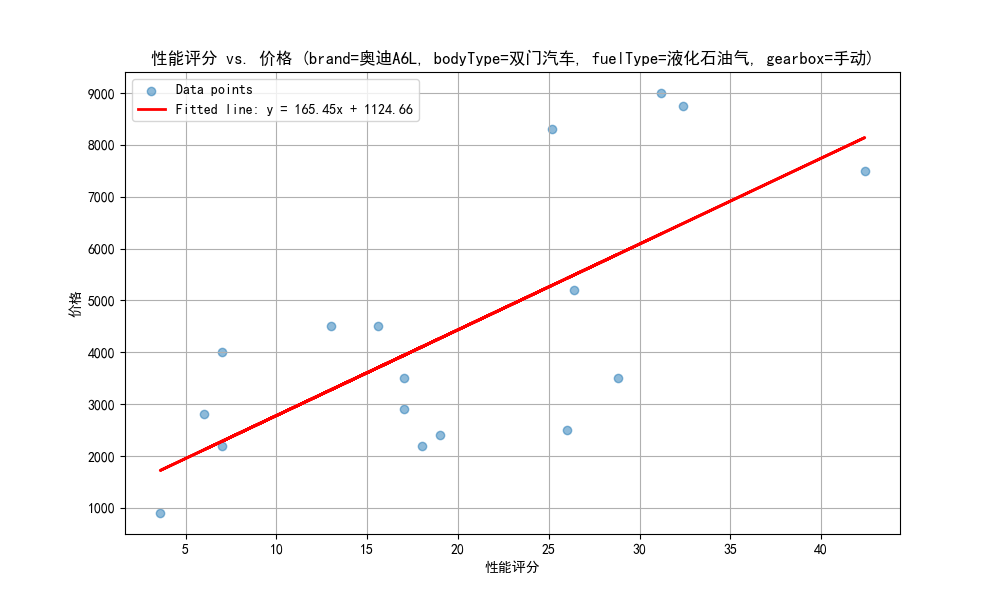 性能评分 vs. 价格 (brand=奥迪A6L, bodyType=双门汽车, fuelType=液化石油气, gearbox=手动)
Data points
Fitted line: y = 165.45x + 1124.66
9000
8000
7000
6000
5000
4000
3000
2000
1000
价格
5 10 15 20 25 30 35 40
性能评分